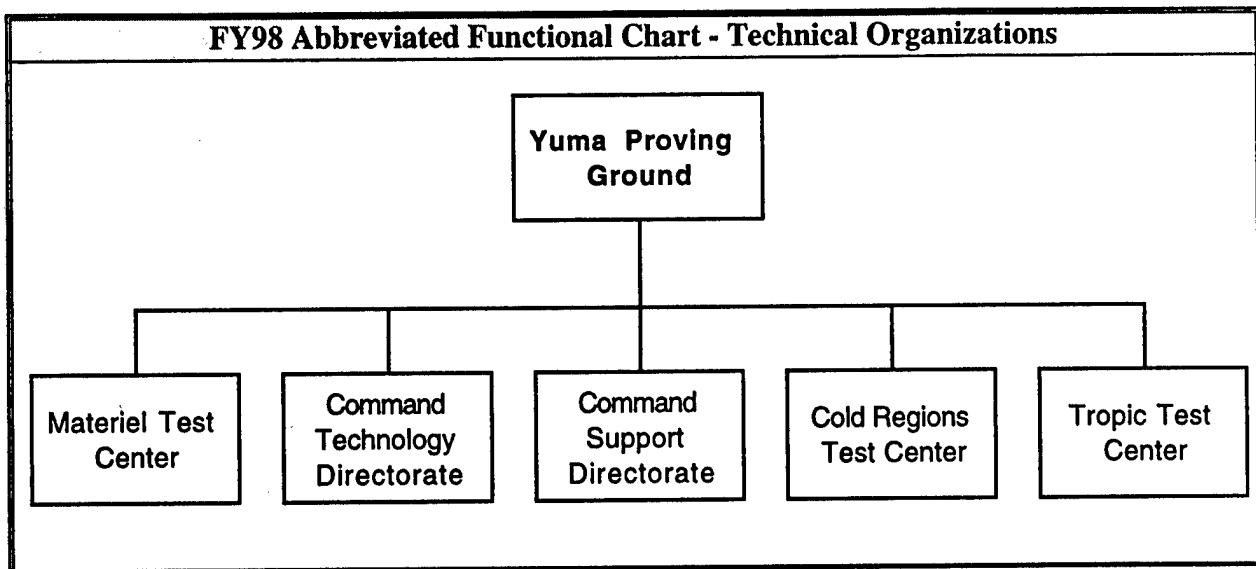 FY98 Abbreviated Functional Chart - Technical Organizations
Yuma Proving
Ground
Materiel Test
Center
Command
Technology
Directorate
Command
Support
Directorate
Cold Regions
Test Center
Tropic Test
Center